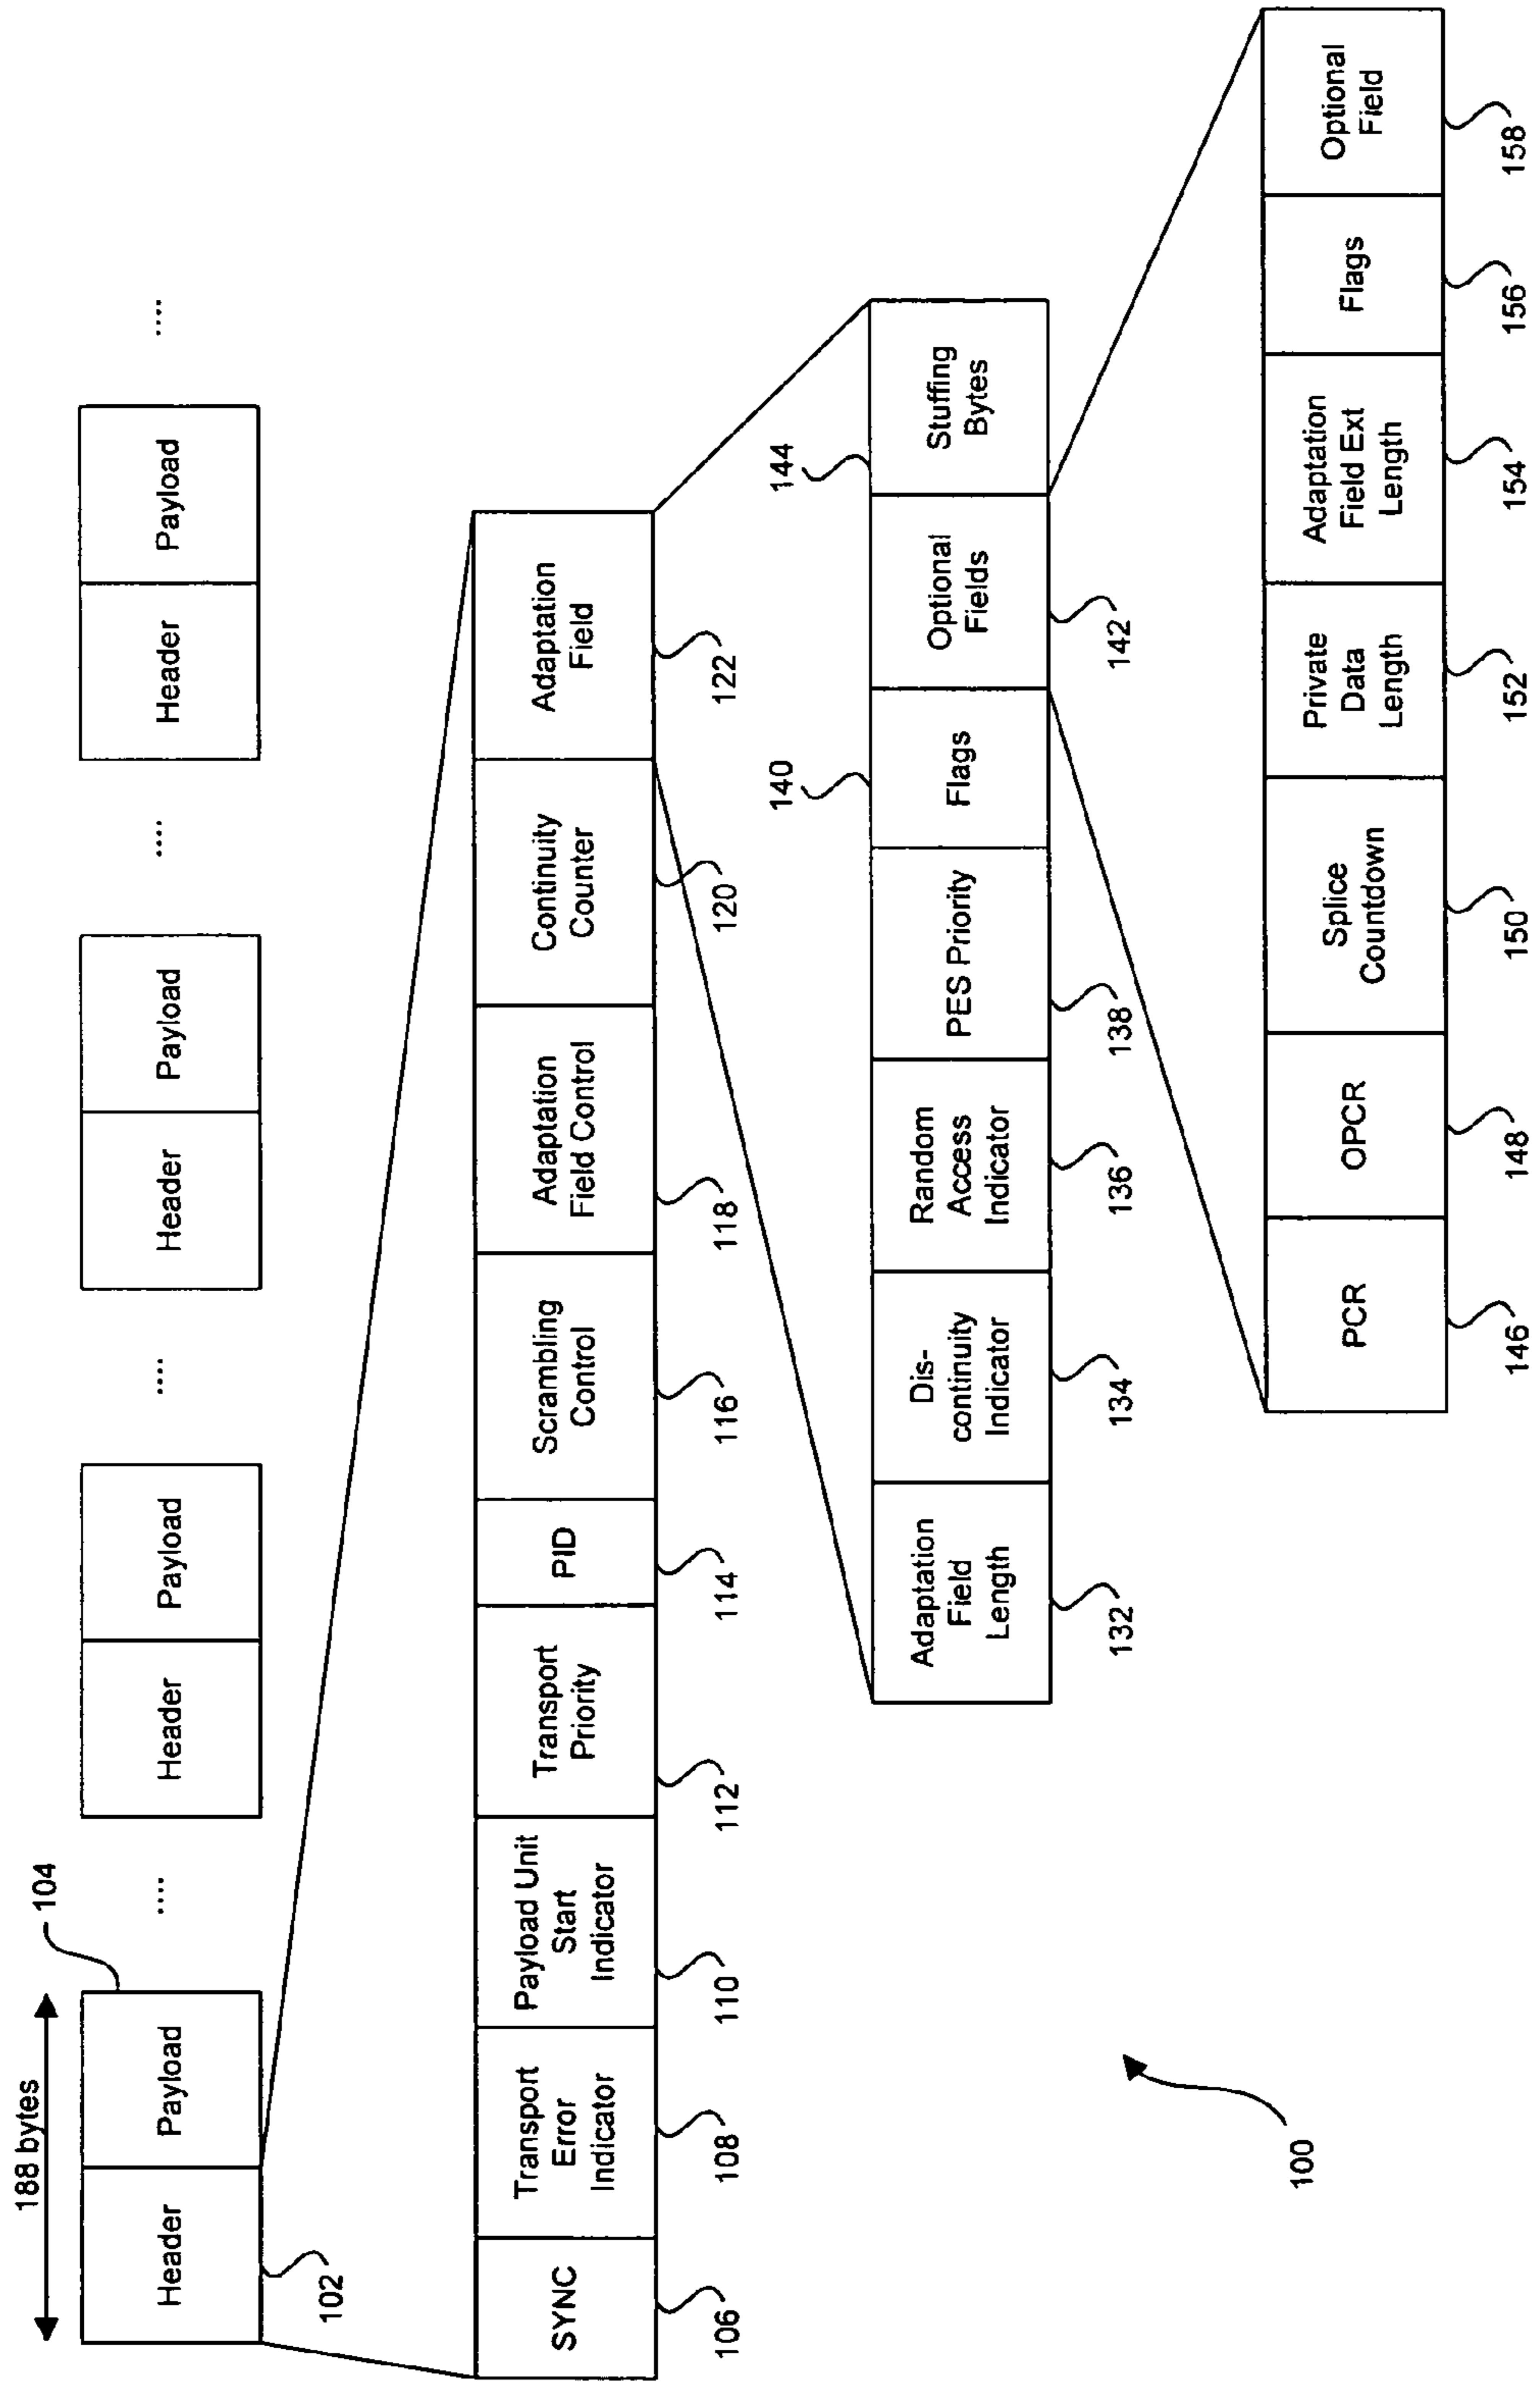 188 bytes
104
Header
Payload
....
Header
Payload
....
Header
Payload
....
Header
Payload
....
102
SYNC
Transport
Error
Indicator
Payload Unit
Start
Indicator
Transport
Priority
PID
Scrambling
Control
Adaptation
Field Control
Continuity
Counter
Adaptation
Field
106
108
110
112
114
116
118
120
122
140
144
Adaptation
Field
Length
Dis-
continuity
Indicator
Random
Access
Indicator
PES Priority
Flags
Optional
Fields
Stuffing
Bytes
132
134
136
138
142
PCR
OPCR
Splice
Countdown
Private
Data
Length
Adaptation
Field Ext
Length
Flags
Optional
Field
146
148
150
152
154
156
158
100